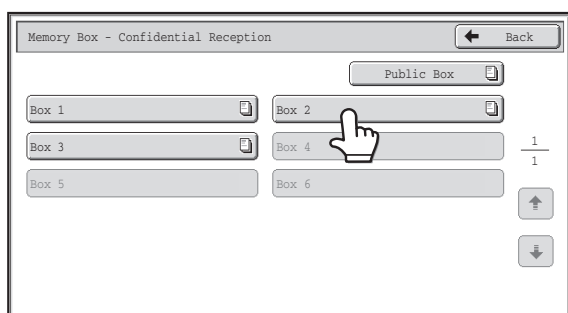 Memory Box - Confidential Reception
Back
Public Box
Box 1
Box 2
Box 3
Box 4
1
1
Box 5
Box 6